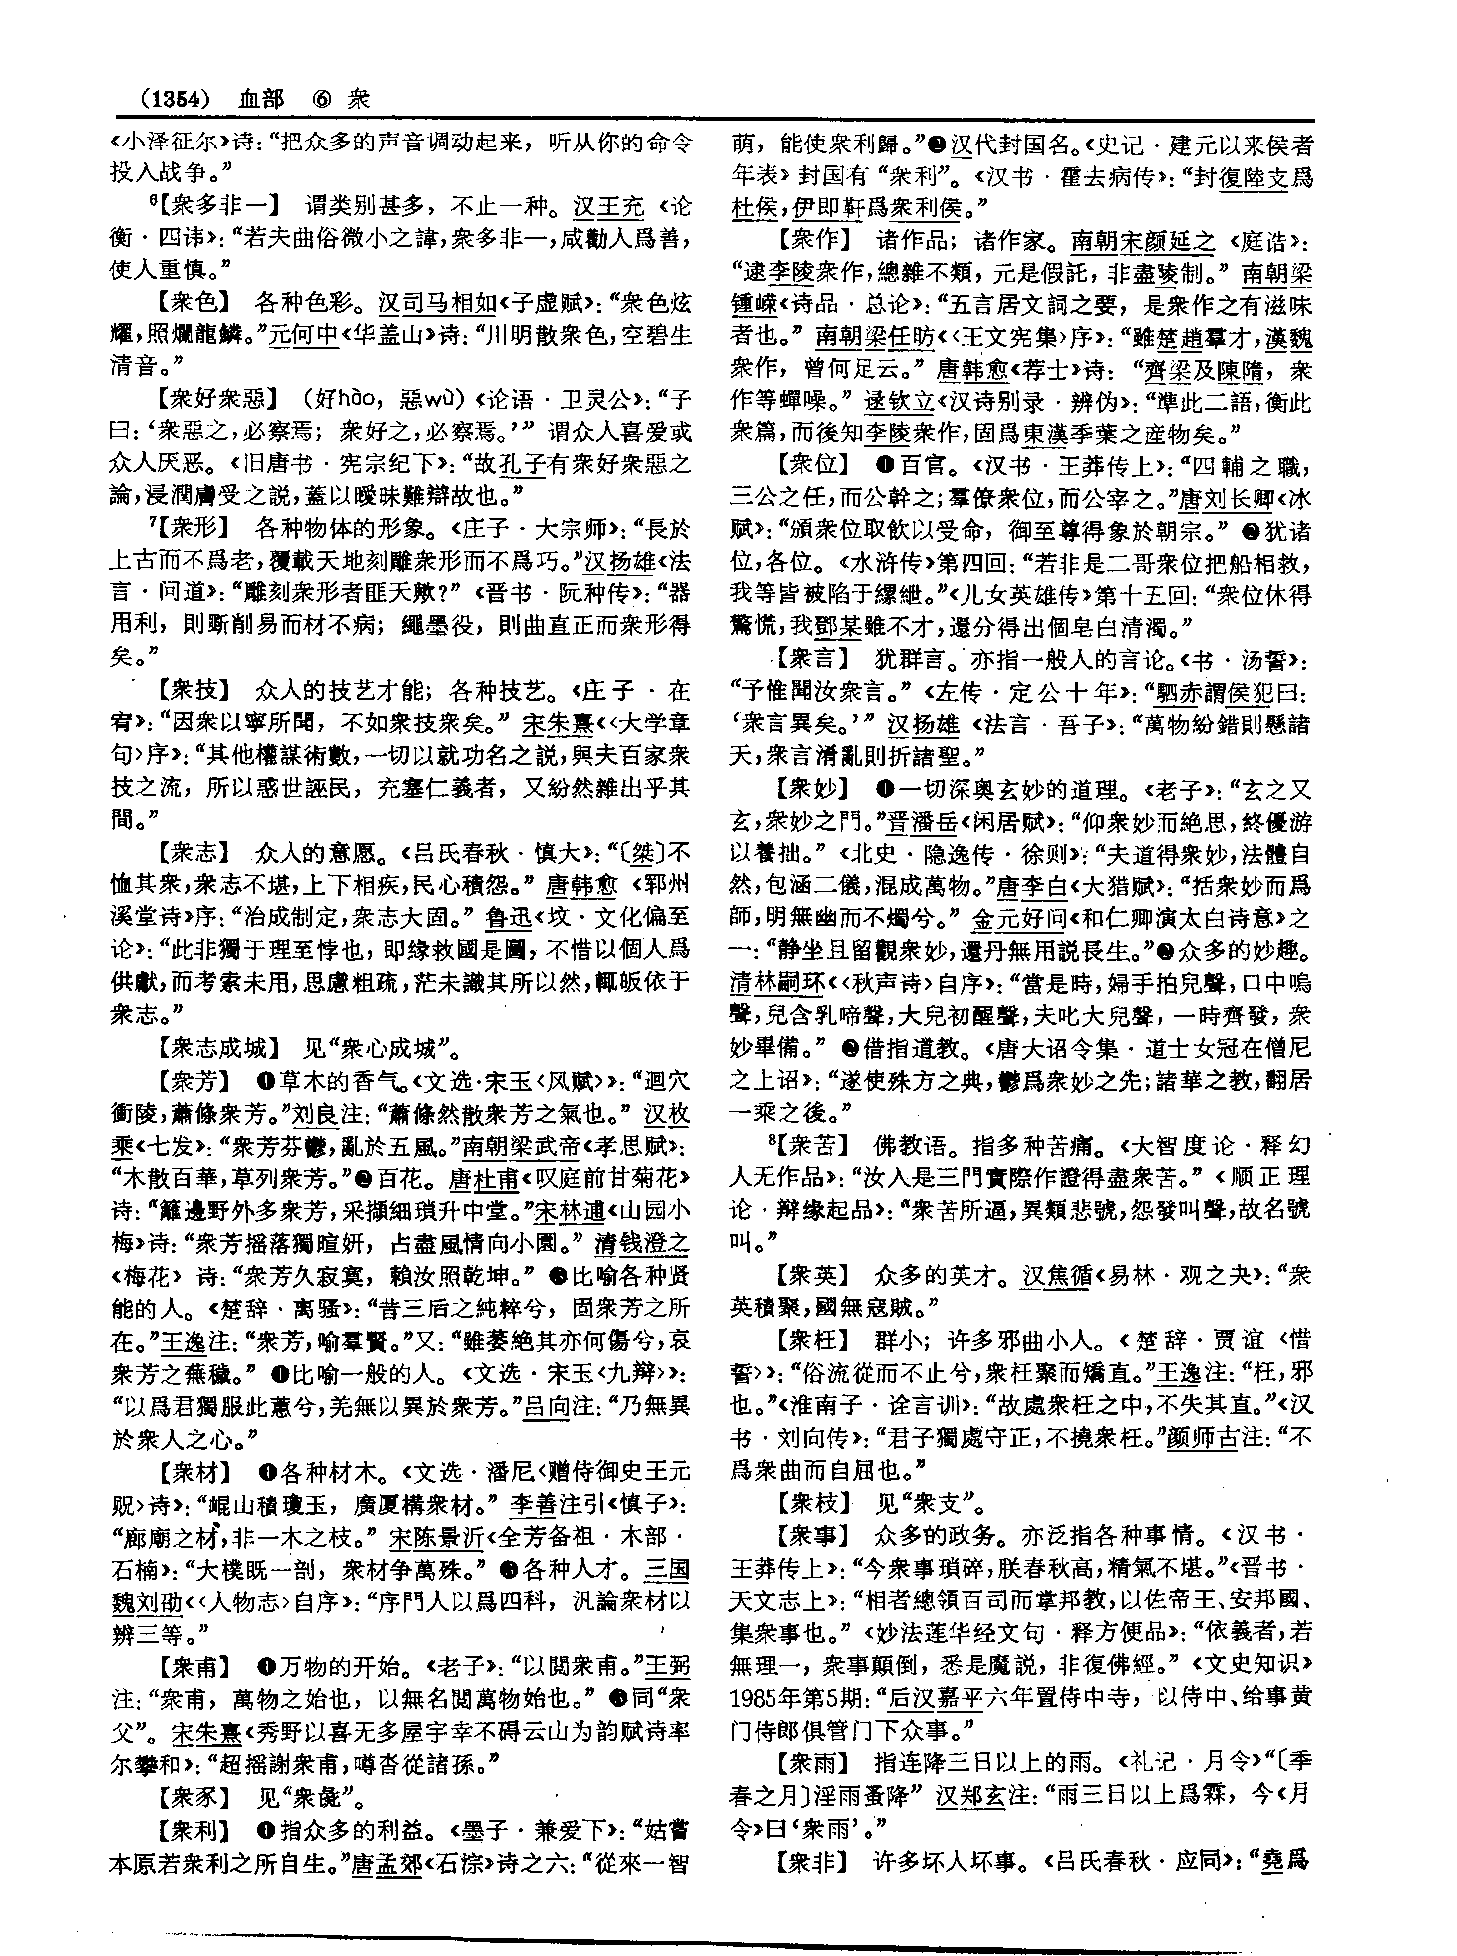 (1354) 血部 ⑥ 衆
《小泽征尔》诗：“把众多的声音调动起来，听从你的命令
投入战争。”
⁶【衆多非一】 谓类别甚多，不止一种。汉王充《论
衡·四讳》：“若夫曲俗微小之諱，衆多非一，咸勸人爲善，
使人重慎。”
【衆色】 各种色彩。汉司马相如《子虚赋》：“衆色炫
耀，照爛龍鱗。”元何中《华盖山》诗：“川明散衆色，空碧生
清音。”
【衆好衆惡】 （好hào，惡wù）《论语·卫灵公》：“子
曰：‘衆惡之，必察焉；衆好之，必察焉。’” 谓众人喜爱或
众人厌恶。《旧唐书·宪宗纪下》：“故孔子有衆好衆惡之
論，浸潤膚受之説，蓋以曖昧難辯故也。”
⁷【衆形】 各种物体的形象。《庄子·大宗师》：“長於
上古而不爲老，覆載天地刻雕衆形而不爲巧。”汉扬雄《法
言·问道》：“雕刻衆形者匪天歟？”《晋书·阮种传》：“器
用利，則斲削易而材不病；繩墨役，則曲直正而衆形得
矣。”
【衆技】 众人的技艺才能；各种技艺。《庄子·在
宥》：“因衆以寧所聞，不如衆技衆矣。” 宋朱熹《〈大学章
句〉序》：“其他權謀術數，一切以就功名之説，與夫百家衆
技之流，所以惑世誣民，充塞仁義者，又紛然雜出乎其
間。”
【衆志】 众人的意愿。《吕氏春秋·慎大》：“〔桀〕不
恤其衆，衆志不堪，上下相疾，民心積怨。” 唐韩愈《郓州
溪堂诗》序：“治成制定，衆志大固。” 鲁迅《坟·文化偏至
论》：“此非獨于理至悖也，即缘救國是圖，不惜以個人爲
供獻，而考索未用，思慮粗疏，茫未識其所以然，輒皈依于
衆志。”
【衆志成城】 见“衆心成城”。
【衆芳】 ❶草木的香气。《文选·宋玉〈风赋〉》：“迴穴
衝陵，蕭條衆芳。”刘良注：“蕭條然散衆芳之氣也。” 汉枚
乘《七发》：“衆芳芬鬱，亂於五風。”南朝梁武帝《孝思赋》：
“木散百華，草列衆芳。”❷百花。唐杜甫《叹庭前甘菊花》
诗：“籬邊野外多衆芳，采擷細瑣升中堂。”宋林逋《山园小
梅》诗：“衆芳摇落獨暄妍，占盡風情向小園。” 清钱澄之
《梅花》诗：“衆芳久寂寞，賴汝照乾坤。” ❸比喻各种贤
能的人。《楚辞·离骚》：“昔三后之純粹兮，固衆芳之所
在。”王逸注：“衆芳，喻羣賢。”又：“雖萎絶其亦何傷兮，哀
衆芳之蕪穢。” ❹比喻一般的人。《文选·宋玉〈九辩〉》：
“以爲君獨服此蕙兮，羌無以異於衆芳。”吕向注：“乃無異
於衆人之心。”
【衆材】 ❶各种材木。《文选·潘尼〈赠侍御史王元
贶〉诗》：“崐山積瓊玉，廣厦構衆材。” 李善注引《慎子》：
“廊廟之材，非一木之枝。” 宋陈景沂《全芳备祖·木部·
石楠》：“大樸既一剖，衆材争萬殊。” ❷各种人才。三国
魏刘劭《〈人物志〉自序》：“序門人以爲四科，汎論衆材以
辨三等。”
【衆甫】 ❶万物的开始。《老子》：“以閲衆甫。”王弼
注：“衆甫，萬物之始也，以無名閲萬物始也。” ❷同“衆
父”。宋朱熹《秀野以喜无多屋宇幸不碍云山为韵赋诗率
尔攀和》：“超摇謝衆甫，噂沓從諸孫。”
【衆豕】 见“衆彘”。
【衆利】 ❶指众多的利益。《墨子·兼爱下》：“姑嘗
本原若衆利之所自生。”唐孟郊《石淙》诗之六：“從來一智
萌，能使衆利歸。”❷汉代封国名。《史记·建元以来侯者
年表》封国有“衆利”。《汉书·霍去病传》：“封復陸支爲
杜侯，伊即靬爲衆利侯。”
【衆作】 诸作品；诸作家。南朝宋颜延之《庭诰》：
“逮李陵衆作，總雜不類，元是假託，非盡陵制。” 南朝梁
锺嵘《诗品·总论》：“五言居文詞之要，是衆作之有滋味
者也。” 南朝梁任昉《〈王文宪集〉序》：“雖楚趙羣才，漢魏
衆作，曾何足云。” 唐韩愈《荐士》诗：“齊梁及陳隋，衆
作等蟬噪。” 逯钦立《汉诗别录·辨伪》：“準此二語，衡此
衆篇，而後知李陵衆作，固爲東漢季葉之産物矣。”
【衆位】 ❶百官。《汉书·王莽传上》：“四輔之職，
三公之任，而公幹之；羣僚衆位，而公宰之。”唐刘长卿《冰
赋》：“頒衆位取飲以受命，御至尊得象於朝宗。” ❷犹诸
位，各位。《水浒传》第四回：“若非是二哥衆位把船相救，
我等皆被陷于縲紲。”《儿女英雄传》第十五回：“衆位休得
驚慌，我鄧某雖不才，還分得出個皂白清濁。”
【衆言】 犹群言。亦指一般人的言论。《书·汤誓》：
“予惟聞汝衆言。”《左传·定公十年》：“駟赤謂侯犯曰：
‘衆言異矣。’” 汉扬雄《法言·吾子》：“萬物紛錯則懸諸
天，衆言淆亂則折諸聖。”
【衆妙】 ❶一切深奥玄妙的道理。《老子》：“玄之又
玄，衆妙之門。”晋潘岳《闲居赋》：“仰衆妙而絶思，終優游
以養拙。”《北史·隐逸传·徐则》：“夫道得衆妙，法體自
然，包涵二儀，混成萬物。”唐李白《大猎赋》：“括衆妙而爲
師，明無幽而不燭兮。” 金元好问《和仁卿演太白诗意》之
一：“静坐且留觀衆妙，還丹無用説長生。”❷众多的妙趣。
清林嗣环《〈秋声诗〉自序》：“當是時，婦手拍兒聲，口中嗚
聲，兒含乳啼聲，大兒初醒聲，夫叱大兒聲，一時齊發，衆
妙畢備。” ❸借指道教。《唐大诏令集·道士女冠在僧尼
之上诏》：“遂使殊方之典，鬱爲衆妙之先；諸華之教，翻居
一乘之後。”
⁸【衆苦】 佛教语。指多种苦痛。《大智度论·释幻
人无作品》：“汝入是三門實際作證得盡衆苦。”《顺正理
论·辩缘起品》：“衆苦所逼，異類悲號，怨發叫聲，故名號
叫。”
【衆英】 众多的英才。汉焦循《易林·观之夬》：“衆
英積聚，國無寇賊。”
【衆枉】 群小；许多邪曲小人。《楚辞·贾谊〈惜
誓〉》：“俗流從而不止兮，衆枉聚而矯直。”王逸注：“枉，邪
也。”《淮南子·诠言训》：“故處衆枉之中，不失其直。”《汉
书·刘向传》：“君子獨處守正，不撓衆枉。”颜师古注：“不
爲衆曲而自屈也。”
【衆枝】 见“衆支”。
【衆事】 众多的政务。亦泛指各种事情。《汉书·
王莽传上》：“今衆事瑣碎，朕春秋高，精氣不堪。”《晋书·
天文志上》：“相者總領百司而掌邦教，以佐帝王、安邦國、
集衆事也。”《妙法莲华经文句·释方便品》：“依義者，若
無理一，衆事顛倒，悉是魔説，非復佛經。”《文史知识》
1985年第5期：“后汉嘉平六年置侍中寺，以侍中、给事黄
门侍郎俱管门下众事。”
【衆雨】 指连降三日以上的雨。《礼记·月令》“〔季
春之月〕淫雨蚤降” 汉郑玄注：“雨三日以上爲霖，今《月
令》曰‘衆雨’。”
【衆非】 许多坏人坏事。《吕氏春秋·应同》：“堯爲